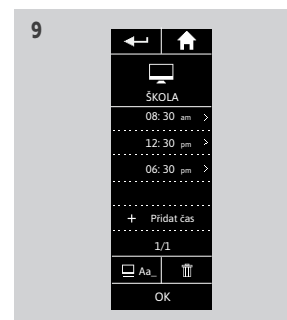 9
ŠKOLA
08: 30 am >
12: 30 pm >
06: 30 pm >
+ Přidat čas
1/1
Aa_
OK